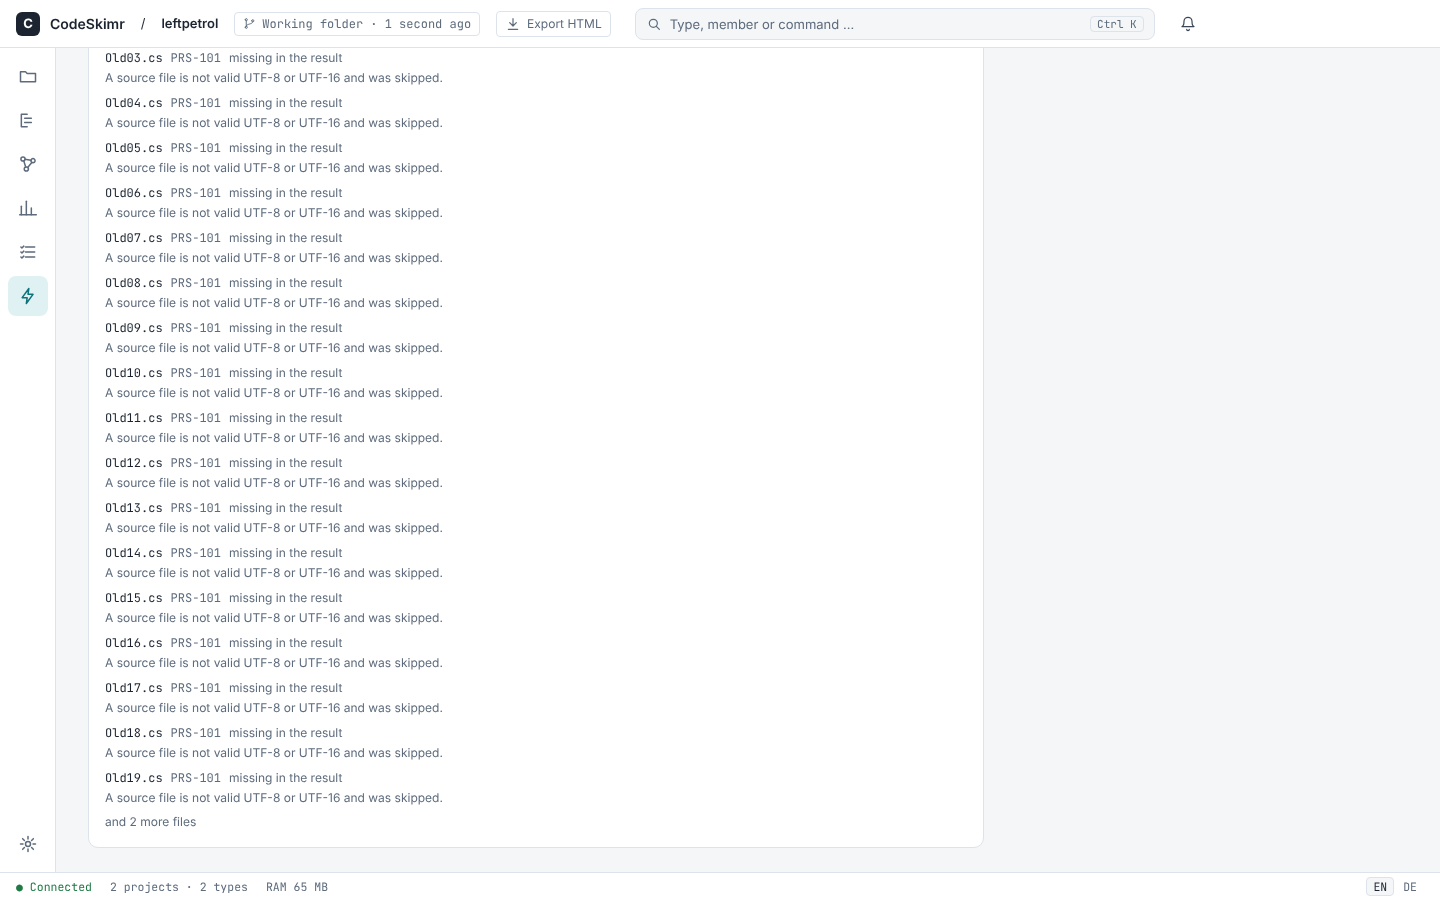 C CodeSkimr / leftpetrol Working folder · 1 second ago Export HTML Type, member or command ... Ctrl K
Old03.cs PRS-101 missing in the result
A source file is not valid UTF-8 or UTF-16 and was skipped.
Old04.cs PRS-101 missing in the result
A source file is not valid UTF-8 or UTF-16 and was skipped.
Old05.cs PRS-101 missing in the result
A source file is not valid UTF-8 or UTF-16 and was skipped.
Old06.cs PRS-101 missing in the result
A source file is not valid UTF-8 or UTF-16 and was skipped.
Old07.cs PRS-101 missing in the result
A source file is not valid UTF-8 or UTF-16 and was skipped.
Old08.cs PRS-101 missing in the result
A source file is not valid UTF-8 or UTF-16 and was skipped.
Old09.cs PRS-101 missing in the result
A source file is not valid UTF-8 or UTF-16 and was skipped.
Old10.cs PRS-101 missing in the result
A source file is not valid UTF-8 or UTF-16 and was skipped.
Old11.cs PRS-101 missing in the result
A source file is not valid UTF-8 or UTF-16 and was skipped.
Old12.cs PRS-101 missing in the result
A source file is not valid UTF-8 or UTF-16 and was skipped.
Old13.cs PRS-101 missing in the result
A source file is not valid UTF-8 or UTF-16 and was skipped.
Old14.cs PRS-101 missing in the result
A source file is not valid UTF-8 or UTF-16 and was skipped.
Old15.cs PRS-101 missing in the result
A source file is not valid UTF-8 or UTF-16 and was skipped.
Old16.cs PRS-101 missing in the result
A source file is not valid UTF-8 or UTF-16 and was skipped.
Old17.cs PRS-101 missing in the result
A source file is not valid UTF-8 or UTF-16 and was skipped.
Old18.cs PRS-101 missing in the result
A source file is not valid UTF-8 or UTF-16 and was skipped.
Old19.cs PRS-101 missing in the result
A source file is not valid UTF-8 or UTF-16 and was skipped.
and 2 more files
Connected 2 projects · 2 types RAM 65 MB EN DE